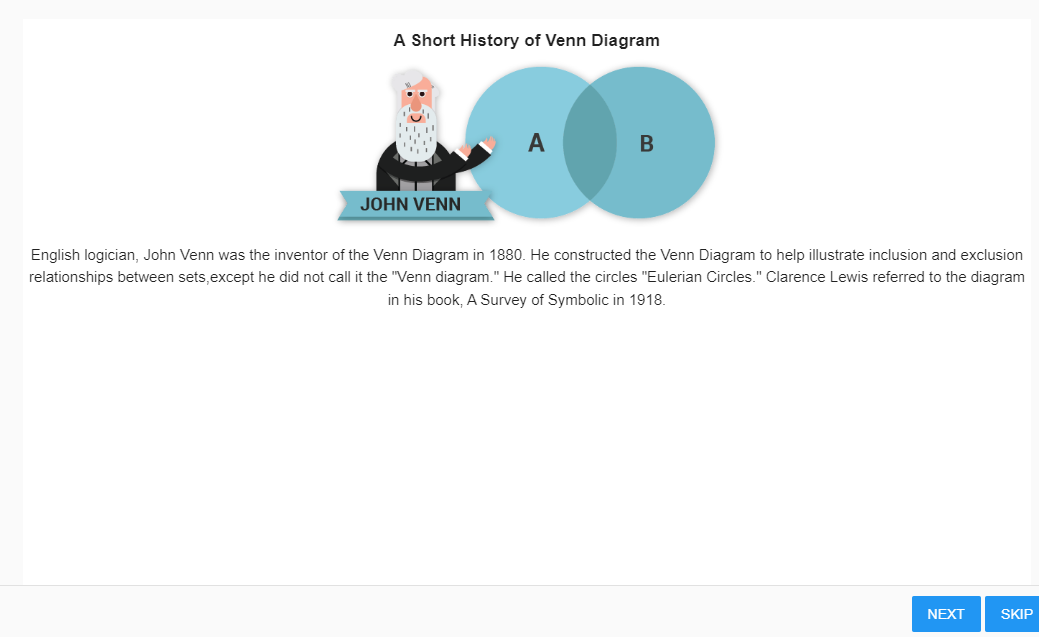 A Short History of Venn Diagram
A
B
JOHN VENN
English logician, John Venn was the inventor of the Venn Diagram in 1880. He constructed the Venn Diagram to help illustrate inclusion and exclusion
relationships between sets,except he did not call it the "Venn diagram." He called the circles "Eulerian Circles." Clarence Lewis referred to the diagram
in his book, A Survey of Symbolic in 1918.
NEXT
SKIP